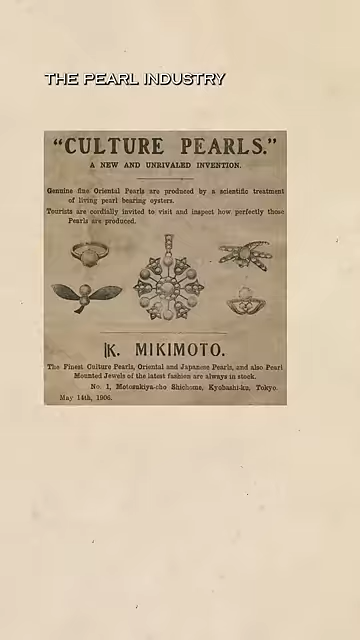 THE PEARL INDUSTRY
"CULTURE PEARLS."
A NEW AND UNRIVALED INVENTION.
Genuine fine Oriental Pearls are produced by a scientific treatment
of living pearl bearing oysters.
Tourists are cordially invited to visit and inspect how perfectly those
Pearls are produced.
K. MIKIMOTO.
The Finest Culture Pearls, Oriental and Japanese Pearls, and also Pearl
Mounted Jewels of the latest fashion are always in stock.
No. 1, Motosukiya-cho Shichome, Kyobashi-ku, Tokyo.
May 14th, 1906.